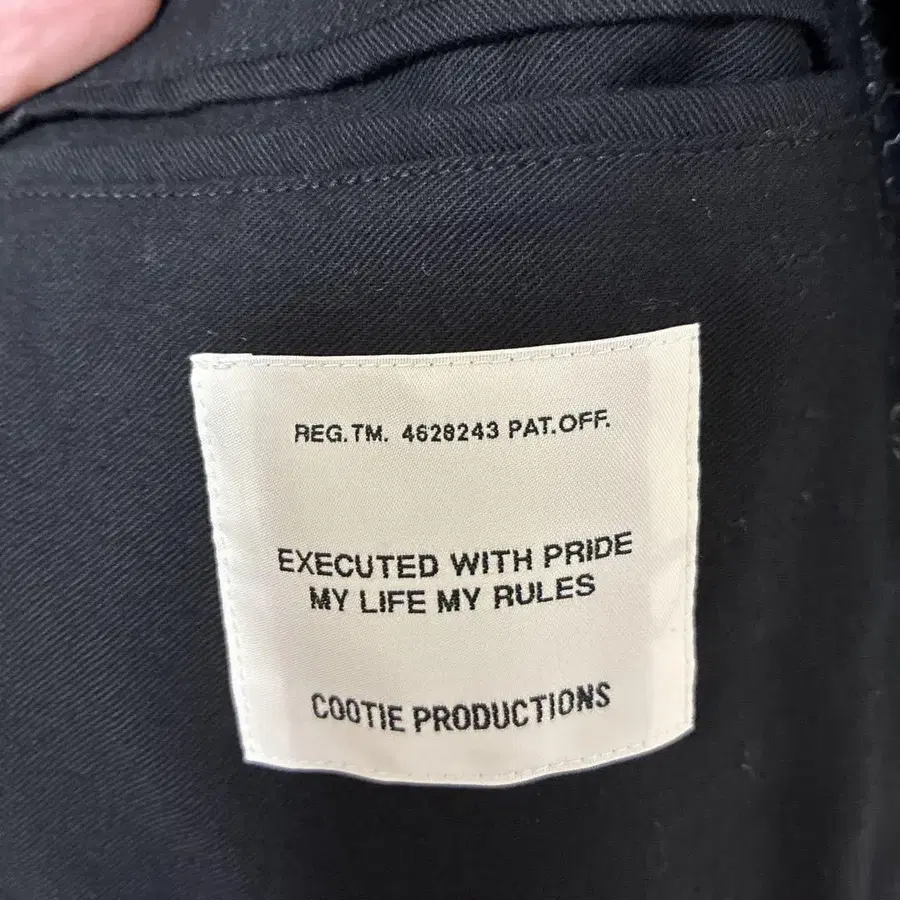 REG.TM. 4628243 PAT.OFF.
EXECUTED WITH PRIDE
MY LIFE MY RULES
COOTIE PRODUCTIONS